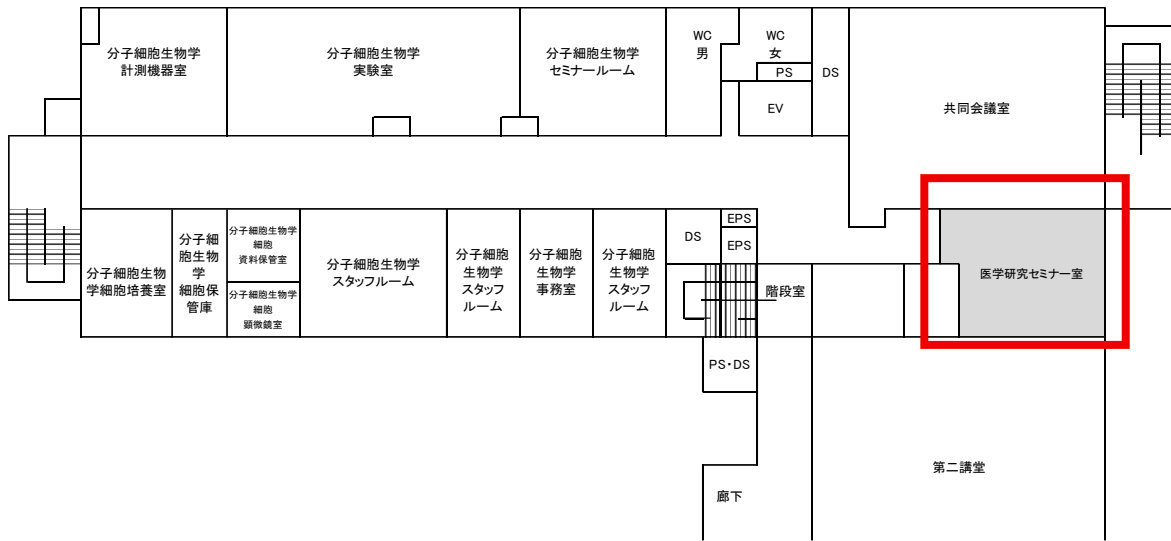 分子細胞生物学
計測機器室
分子細胞生物学
実験室
分子細胞生物学
セミナールーム
WC
男
WC
女
PS
EV
DS
共同会議室
分子細胞生物
学細胞培養室
分子細
胞生物
学
細胞保
管庫
分子細胞生物学
細胞
資料保管室
分子細胞生物学
細胞
顕微鏡室
分子細胞生物学
スタッフルーム
分子細胞
生物学
スタッフ
ルーム
分子細胞
生物学
事務室
分子細胞
生物学
スタッフ
ルーム
DS
EPS
EPS
階段室
医学研究セミナー室
PS・DS
廊下
第二講堂